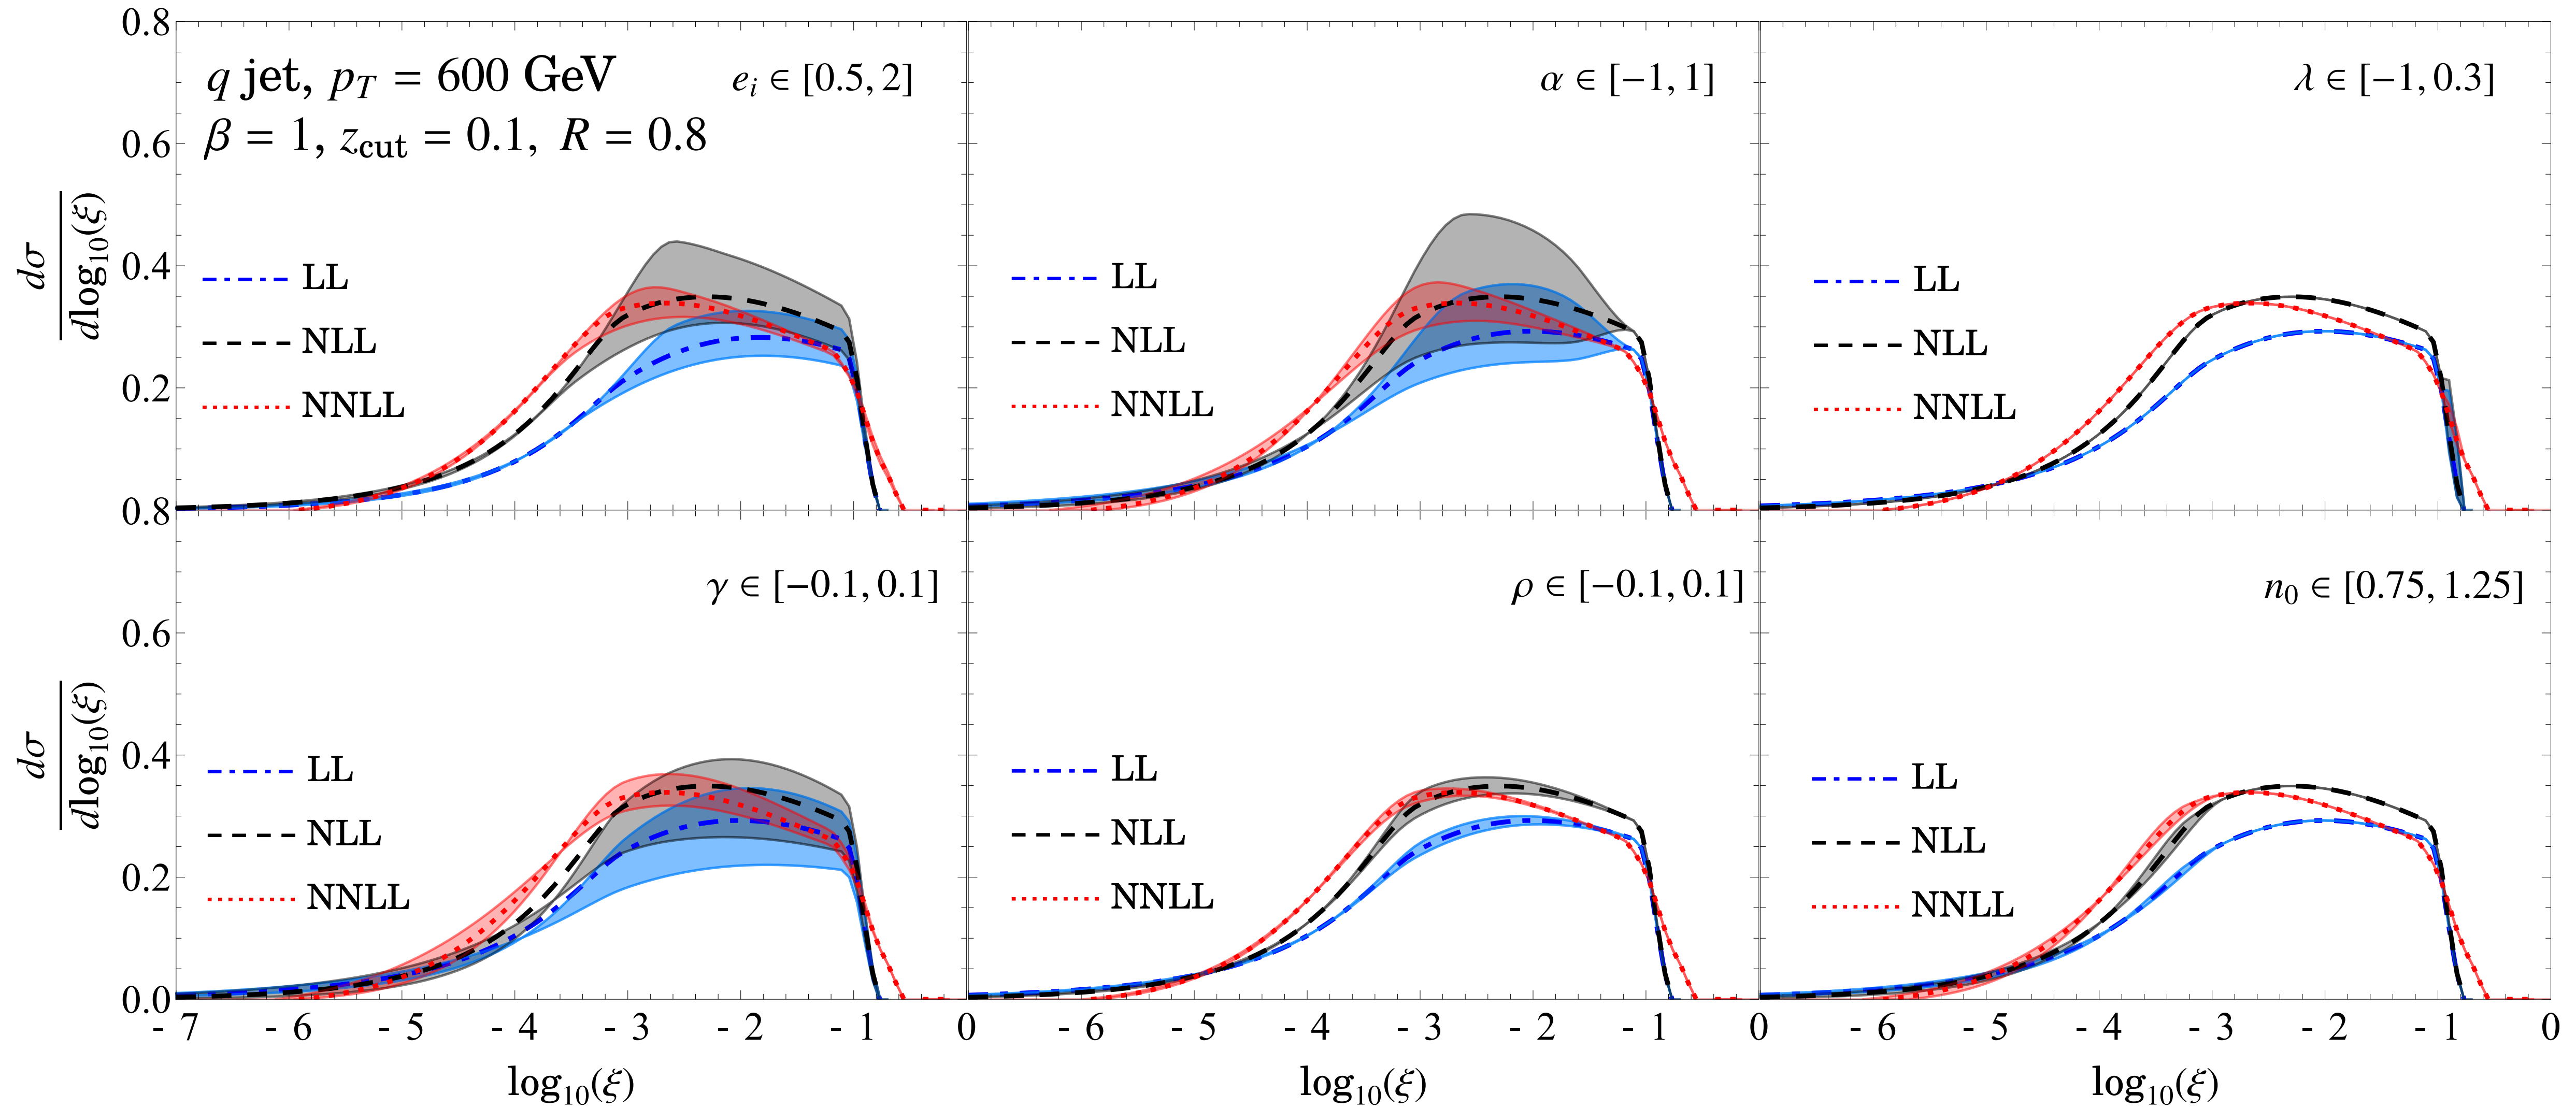 q jet, p_T = 600 GeV
β = 1, z_cut = 0.1, R = 0.8
e_i ∈ [0.5, 2]
LL
NLL
NNLL
dσ
dlog₁₀(ξ)
0.8
0.6
0.4
0.2
α ∈ [−1, 1]
LL
NLL
NNLL
λ ∈ [−1, 0.3]
LL
NLL
NNLL
γ ∈ [−0.1, 0.1]
LL
NLL
NNLL
dσ
dlog₁₀(ξ)
0.8
0.6
0.4
0.2
0.0
ρ ∈ [−0.1, 0.1]
LL
NLL
NNLL
n₀ ∈ [0.75, 1.25]
LL
NLL
NNLL
- 7 - 6 - 5 - 4 - 3 - 2 - 1 0 - 6 - 5 - 4 - 3 - 2 - 1 0 - 6 - 5 - 4 - 3 - 2 - 1 0
log₁₀(ξ) log₁₀(ξ) log₁₀(ξ)